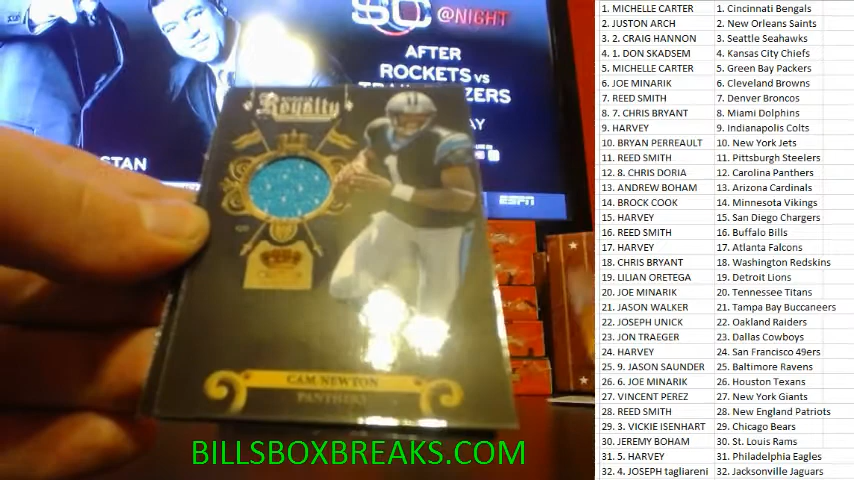 SC @NIGHT
AFTER
ROCKETS vs
AY
STAN
ESPN
Royalty
CAM NEWTON
PANTHERS
BILLSBOXBREAKS.COM
1. MICHELLE CARTER 1. Cincinnati Bengals
2. JUSTON ARCH 2. New Orleans Saints
3. 2. CRAIG HANNON 3. Seattle Seahawks
4. 1. DON SKADSEM 4. Kansas City Chiefs
5. MICHELLE CARTER 5. Green Bay Packers
6. JOE MINARIK 6. Cleveland Browns
7. REED SMITH 7. Denver Broncos
8. 7. CHRIS BRYANT 8. Miami Dolphins
9. HARVEY 9. Indianapolis Colts
10. BRYAN PERREAULT 10. New York Jets
11. REED SMITH 11. Pittsburgh Steelers
12. 8. CHRIS DORIA 12. Carolina Panthers
13. ANDREW BOHAM 13. Arizona Cardinals
14. BROCK COOK 14. Minnesota Vikings
15. HARVEY 15. San Diego Chargers
16. REED SMITH 16. Buffalo Bills
17. HARVEY 17. Atlanta Falcons
18. CHRIS BRYANT 18. Washington Redskins
19. LILIAN ORETEGA 19. Detroit Lions
20. JOE MINARIK 20. Tennessee Titans
21. JASON WALKER 21. Tampa Bay Buccaneers
22. JOSEPH UNICK 22. Oakland Raiders
23. JON TRAEGER 23. Dallas Cowboys
24. HARVEY 24. San Francisco 49ers
25. 9. JASON SAUNDER 25. Baltimore Ravens
26. 6. JOE MINARIK 26. Houston Texans
27. VINCENT PEREZ 27. New York Giants
28. REED SMITH 28. New England Patriots
29. 3. VICKIE ISENHART 29. Chicago Bears
30. JEREMY BOHAM 30. St. Louis Rams
31. 5. HARVEY 31. Philadelphia Eagles
32. 4. JOSEPH tagliareni 32. Jacksonville Jaguars